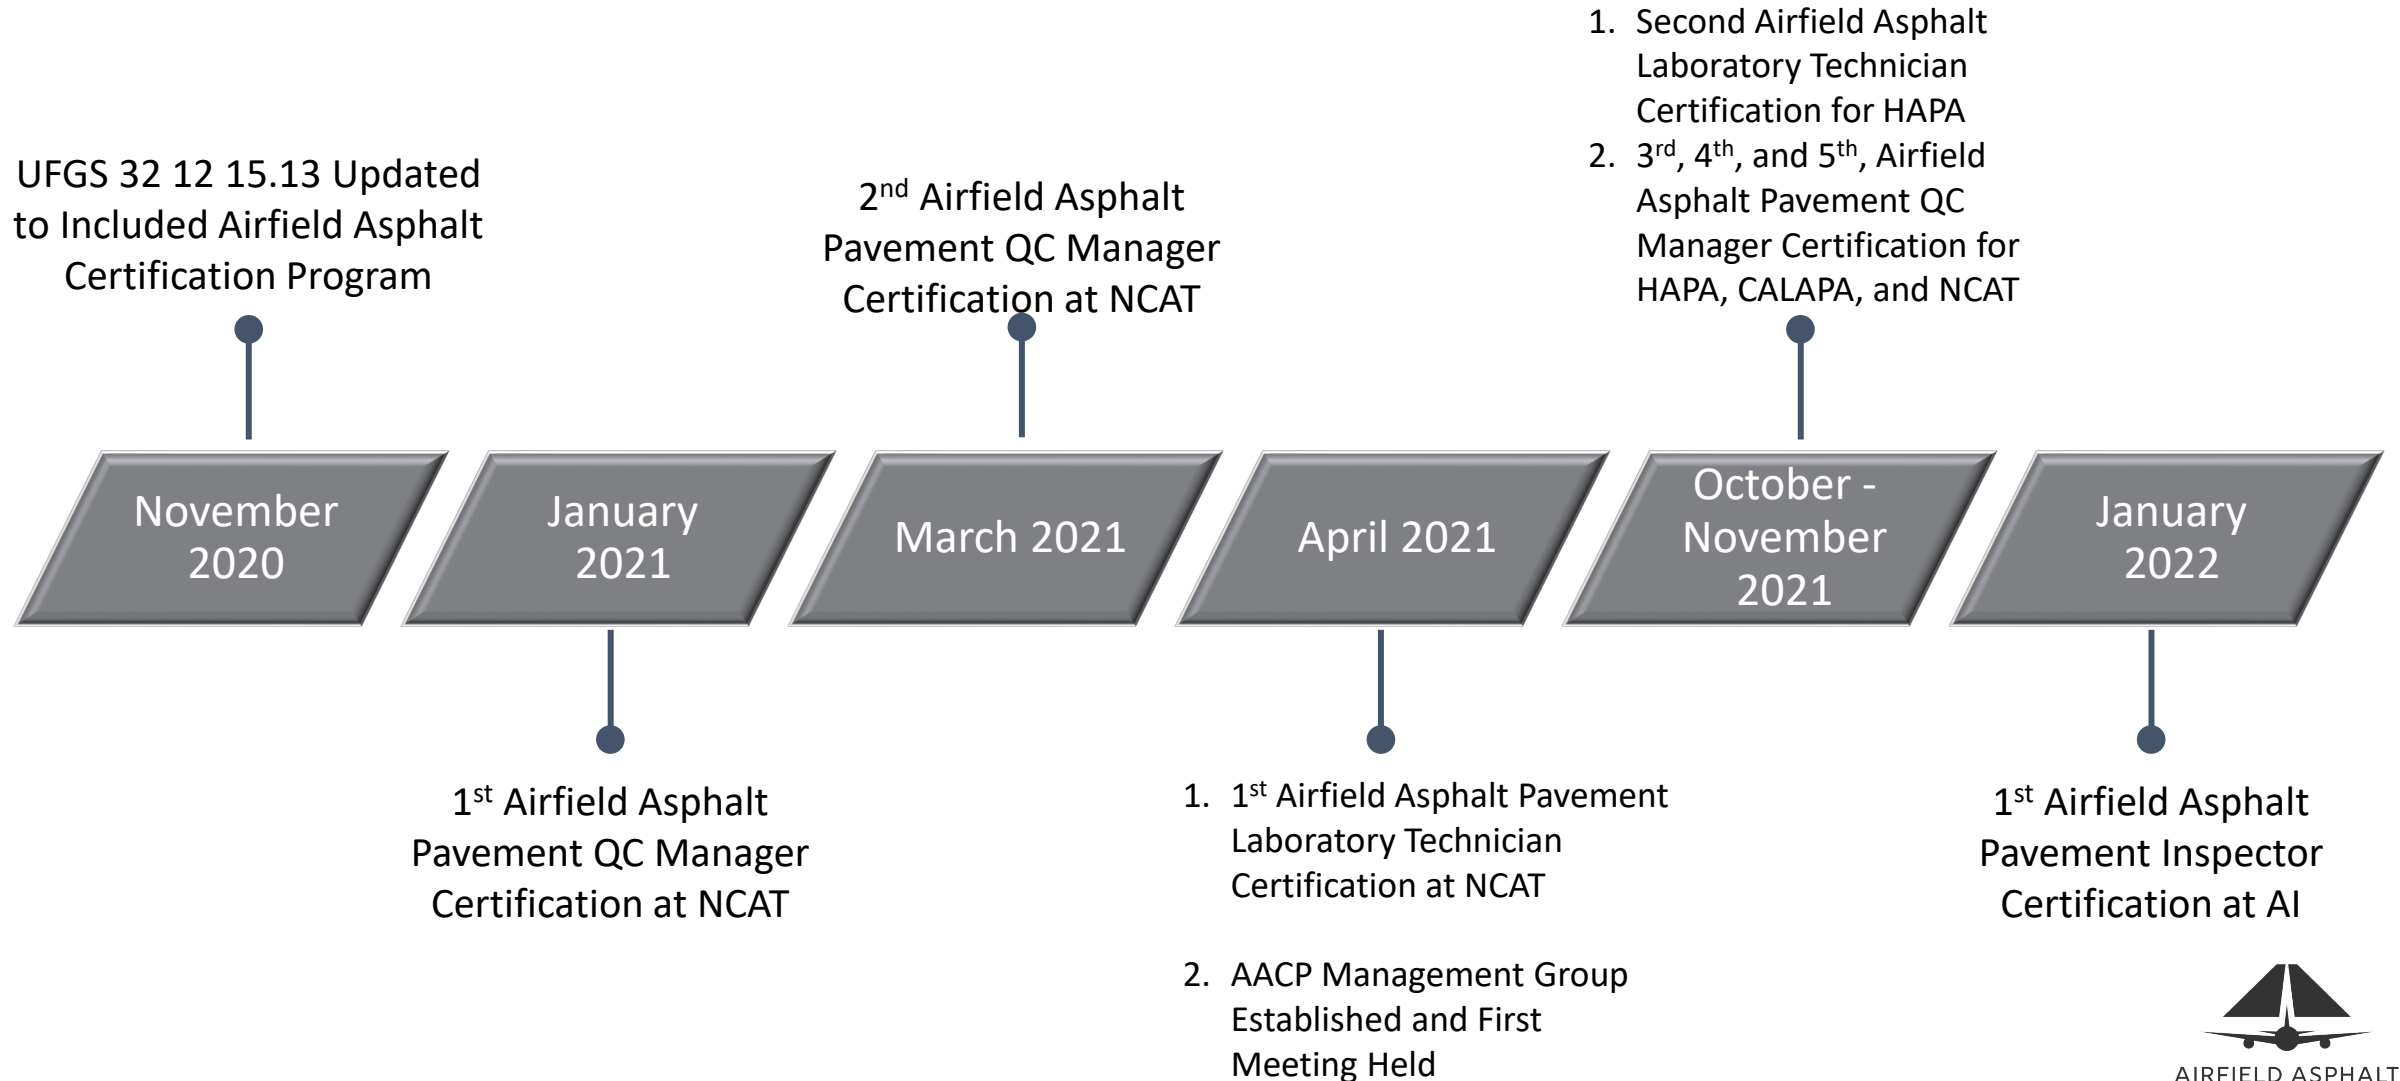 UFGS 32 12 15.13 Updated
to Included Airfield Asphalt
Certification Program
2nd Airfield Asphalt
Pavement QC Manager
Certification at NCAT
1. Second Airfield Asphalt
Laboratory Technician
Certification for HAPA
2. 3rd, 4th, and 5th, Airfield
Asphalt Pavement QC
Manager Certification for
HAPA, CALAPA, and NCAT
November
2020
January
2021
March 2021
April 2021
October -
November
2021
January
2022
1st Airfield Asphalt
Pavement QC Manager
Certification at NCAT
1. 1st Airfield Asphalt Pavement
Laboratory Technician
Certification at NCAT
2. AACP Management Group
Established and First
Meeting Held
1st Airfield Asphalt
Pavement Inspector
Certification at AI
AIRFIELD ASPHALT